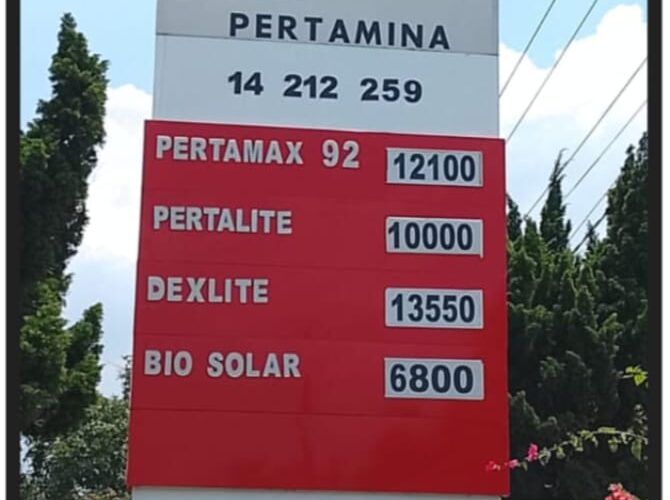 PERTAMINA
14 212 259
PERTAMAX 92 12100
PERTALITE 10000
DEXLITE 13550
BIO SOLAR 6800